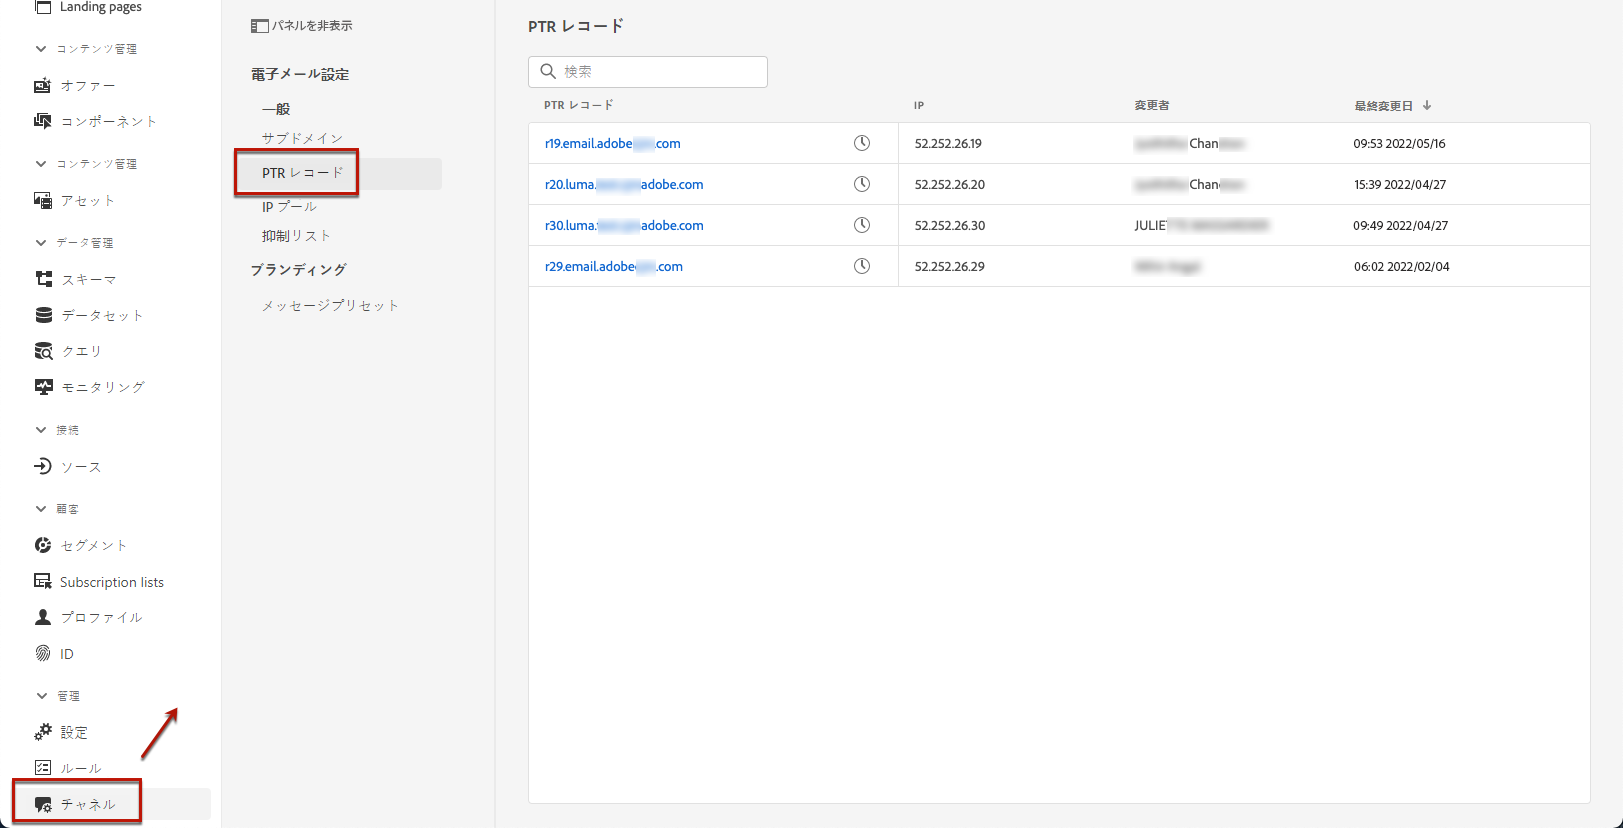 Landing pages
コンテンツ管理
オファー
コンポーネント
コンテンツ管理
アセット
データ管理
スキーマ
データセット
クエリ
モニタリング
接続
ソース
顧客
セグメント
Subscription lists
プロファイル
ID
管理
設定
ルール
チャネル
パネルを非表示
電子メール設定
一般
サブドメイン
PTR レコード
IP プール
抑制リスト
ブランディング
メッセージプリセット
PTR レコード
検索
PTR レコード IP 変更者 最終変更日
r19.email.adobe .com 52.252.26.19 Chan 09:53 2022/05/16
r20.luma. adobe.com 52.252.26.20 Chan 15:39 2022/04/27
r30.luma. adobe.com 52.252.26.30 JULIE 09:49 2022/04/27
r29.email.adobe .com 52.252.26.29 06:02 2022/02/04